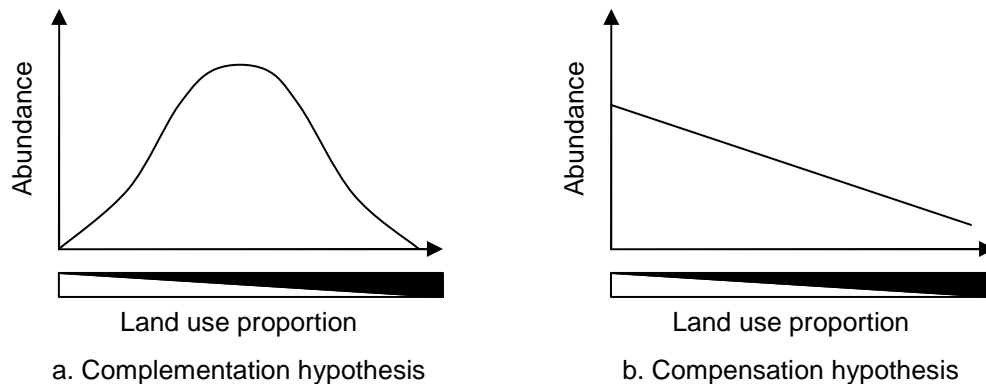 Abundance
Land use proportion
a. Complementation hypothesis
Abundance
Land use proportion
b. Compensation hypothesis